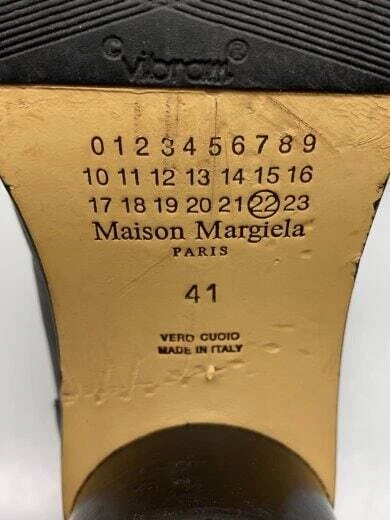 © vibram®
0 1 2 3 4 5 6 7 8 9
10 11 12 13 14 15 16
17 18 19 20 21 22 23
Maison Margiela
PARIS
41
VERO CUOIO
MADE IN ITALY